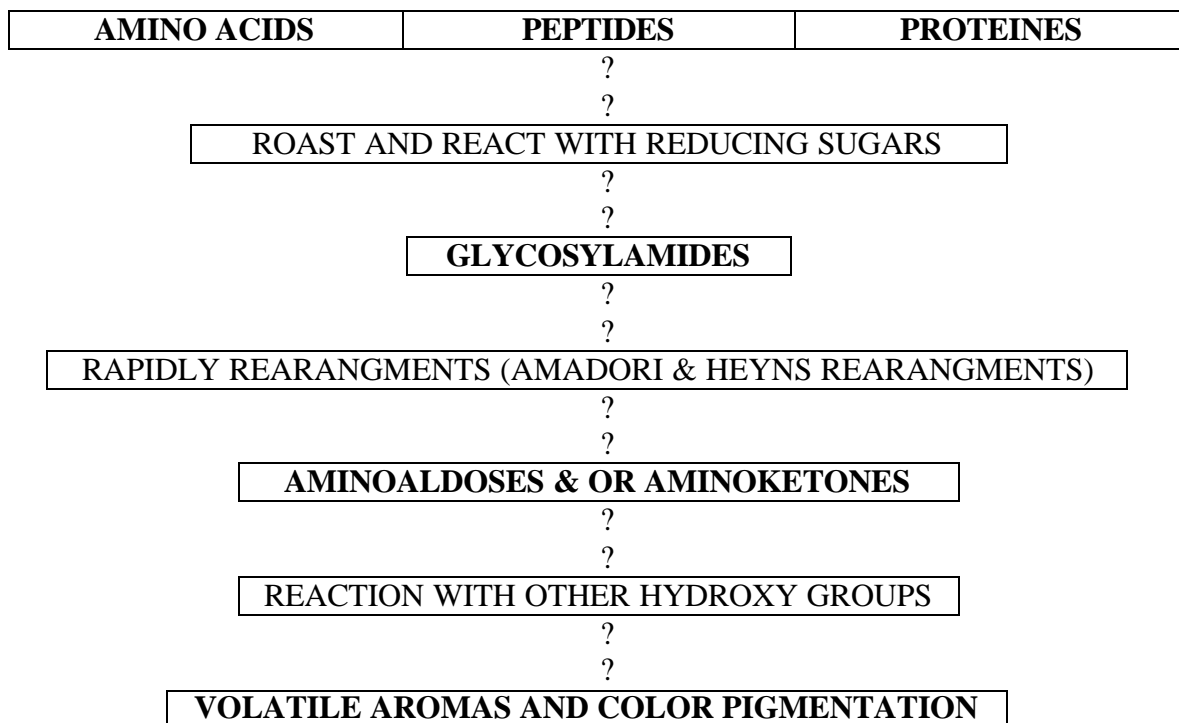 AMINO ACIDS PEPTIDES PROTEINES
?
?
ROAST AND REACT WITH REDUCING SUGARS
?
?
GLYCOSYLAMIDES
?
?
RAPIDLY REARANGMENTS (AMADORI & HEYNS REARANGMENTS)
?
?
AMINOALDOSES & OR AMINOKETONES
?
?
REACTION WITH OTHER HYDROXY GROUPS
?
?
VOLATILE AROMAS AND COLOR PIGMENTATION